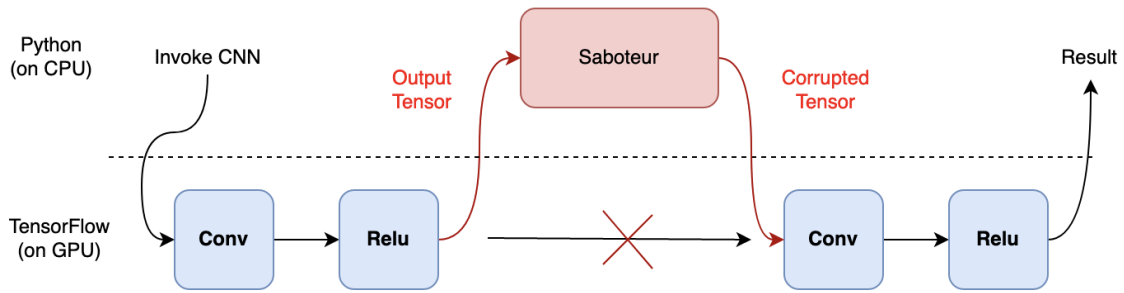 Python
(on CPU)
Invoke CNN
Output
Tensor
Saboteur
Corrupted
Tensor
Result
TensorFlow
(on GPU)
Conv
Relu
Conv
Relu